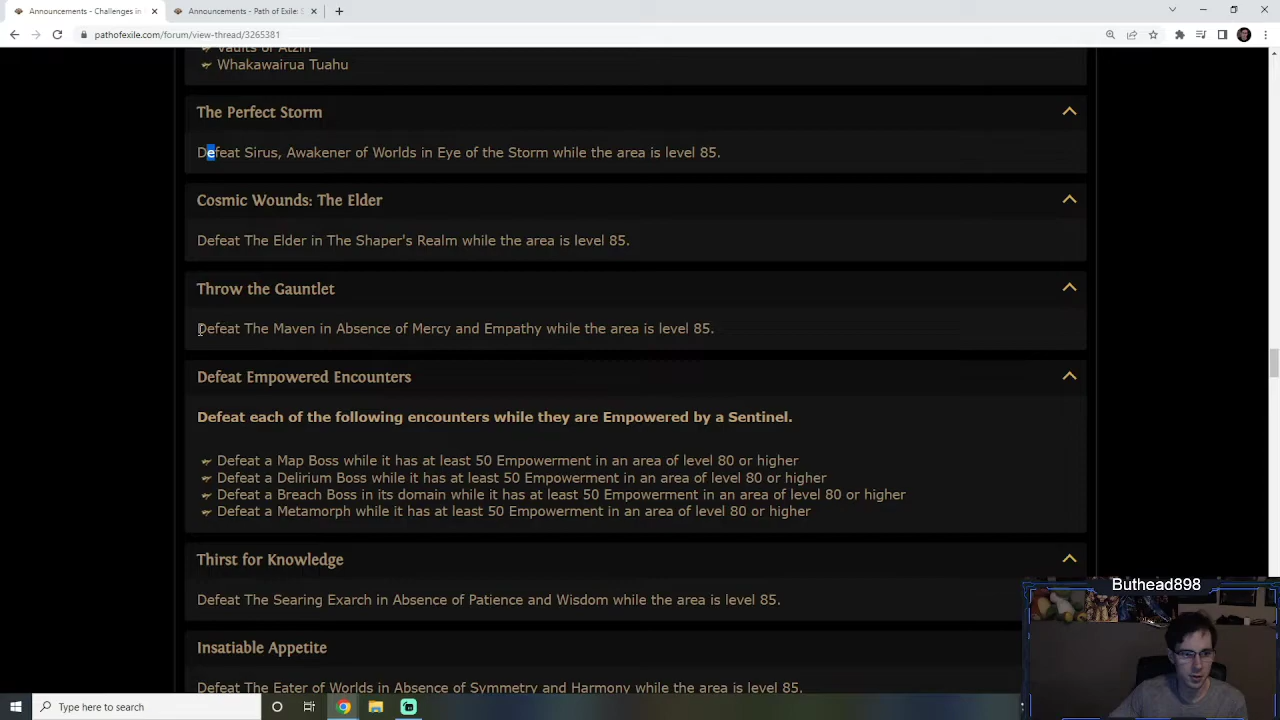 Announcements - Challenges in
Announcements - Path of Exile: S
pathofexile.com/forum/view-thread/3265381
Vaults of Atziri
Whakawairua Tuahu
The Perfect Storm
Defeat Sirus, Awakener of Worlds in Eye of the Storm while the area is level 85.
Cosmic Wounds: The Elder
Defeat The Elder in The Shaper's Realm while the area is level 85.
Throw the Gauntlet
Defeat The Maven in Absence of Mercy and Empathy while the area is level 85.
Defeat Empowered Encounters
Defeat each of the following encounters while they are Empowered by a Sentinel.
Defeat a Map Boss while it has at least 50 Empowerment in an area of level 80 or higher
Defeat a Delirium Boss while it has at least 50 Empowerment in an area of level 80 or higher
Defeat a Breach Boss in its domain while it has at least 50 Empowerment in an area of level 80 or higher
Defeat a Metamorph while it has at least 50 Empowerment in an area of level 80 or higher
Thirst for Knowledge
Defeat The Searing Exarch in Absence of Patience and Wisdom while the area is level 85.
Insatiable Appetite
Defeat The Eater of Worlds in Absence of Symmetry and Harmony while the area is level 85.
Buthead898
Type here to search